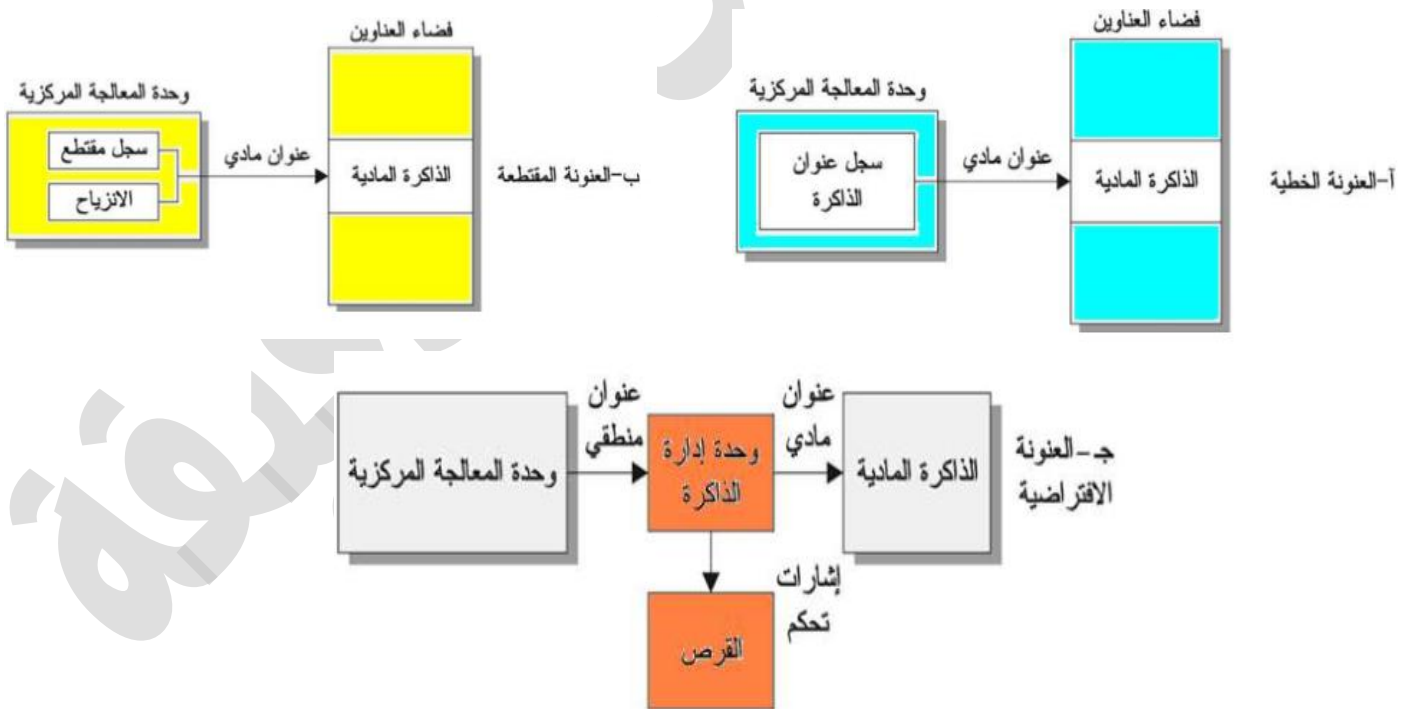 فضاء العناوين
وحدة المعالجة المركزية
سجل عنوان
الذاكرة
عنوان مادي
الذاكرة المادية
آ-العنونة الخطية
فضاء العناوين
وحدة المعالجة المركزية
سجل مقتطع
الانزياح
عنوان مادي
الذاكرة المادية
ب-العنونة المقتطعة
وحدة المعالجة المركزية
عنوان
منطقي
وحدة إدارة
الذاكرة
عنوان
مادي
الذاكرة المادية
جـ-العنونة
الافتراضية
إشارات
تحكم
القرص